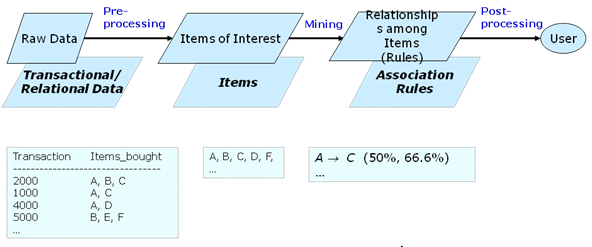 Raw Data
Pre-
processing
Items of Interest
Mining
Relationship
s among
Items
(Rules)
Post-
processing
User
Transactional/
Relational Data
Items
Association
Rules
Transaction Items_bought
-------------------------------
2000 A, B, C
1000 A, C
4000 A, D
5000 B, E, F
...
A, B, C, D, F,
...
A → C (50%, 66.6%)
...